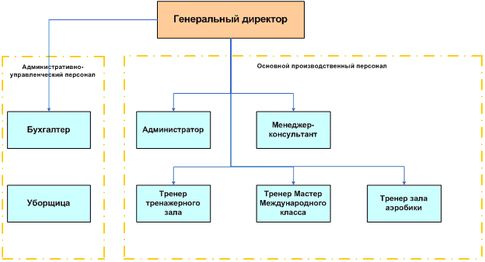 Генеральный директор
Административно-
управленческий персонал
Основной производственный персонал
Бухгалтер
Администратор
Менеджер-
консультант
Уборщица
Тренер
тренажерного
зала
Тренер Мастер
Международного
класса
Тренер зала
аэробики